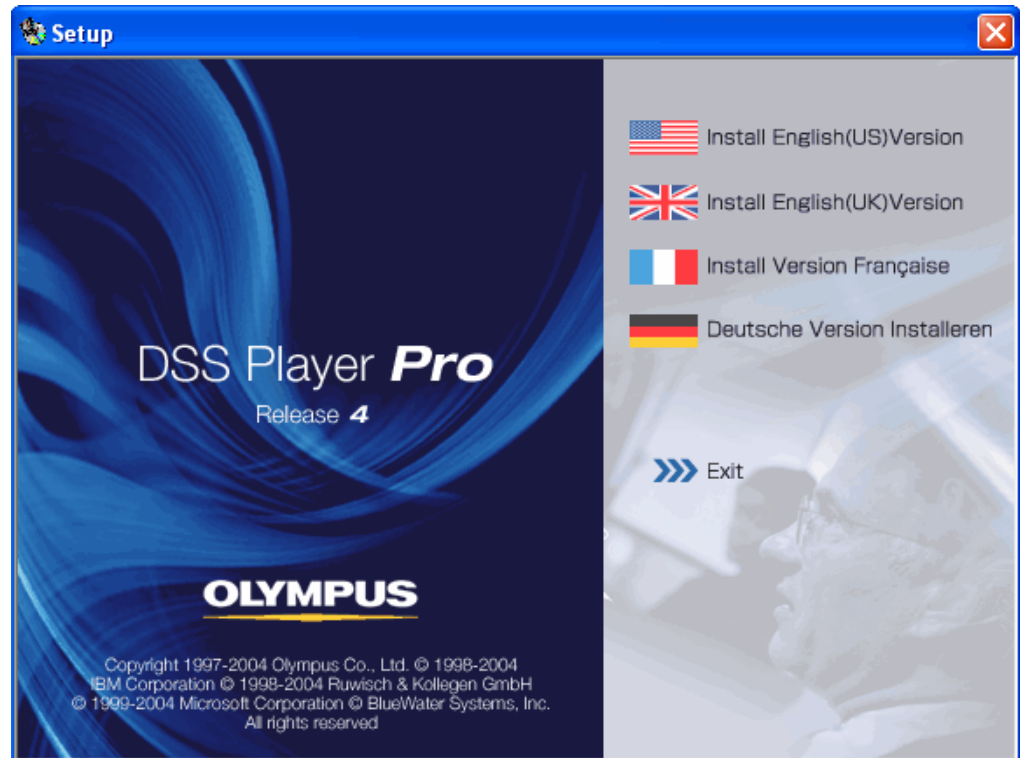 Setup
DSS Player Pro
Release 4
OLYMPUS
Copyright 1997-2004 Olympus Co., Ltd. © 1998-2004
IBM Corporation © 1998-2004 Ruwisch & Kollegen GmbH
© 1999-2004 Microsoft Corporation © BlueWater Systems, Inc.
All rights reserved
Install English(US)Version
Install English(UK)Version
Install Version Française
Deutsche Version Installeren
Exit